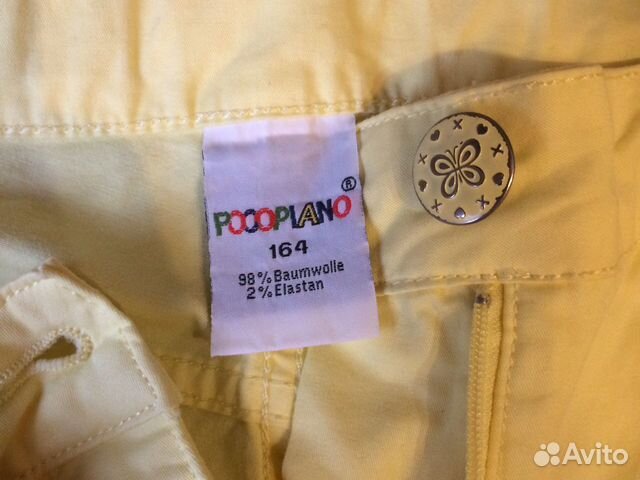 POCOPIANO®
164
98% Baumwolle
2% Elastan
Avito